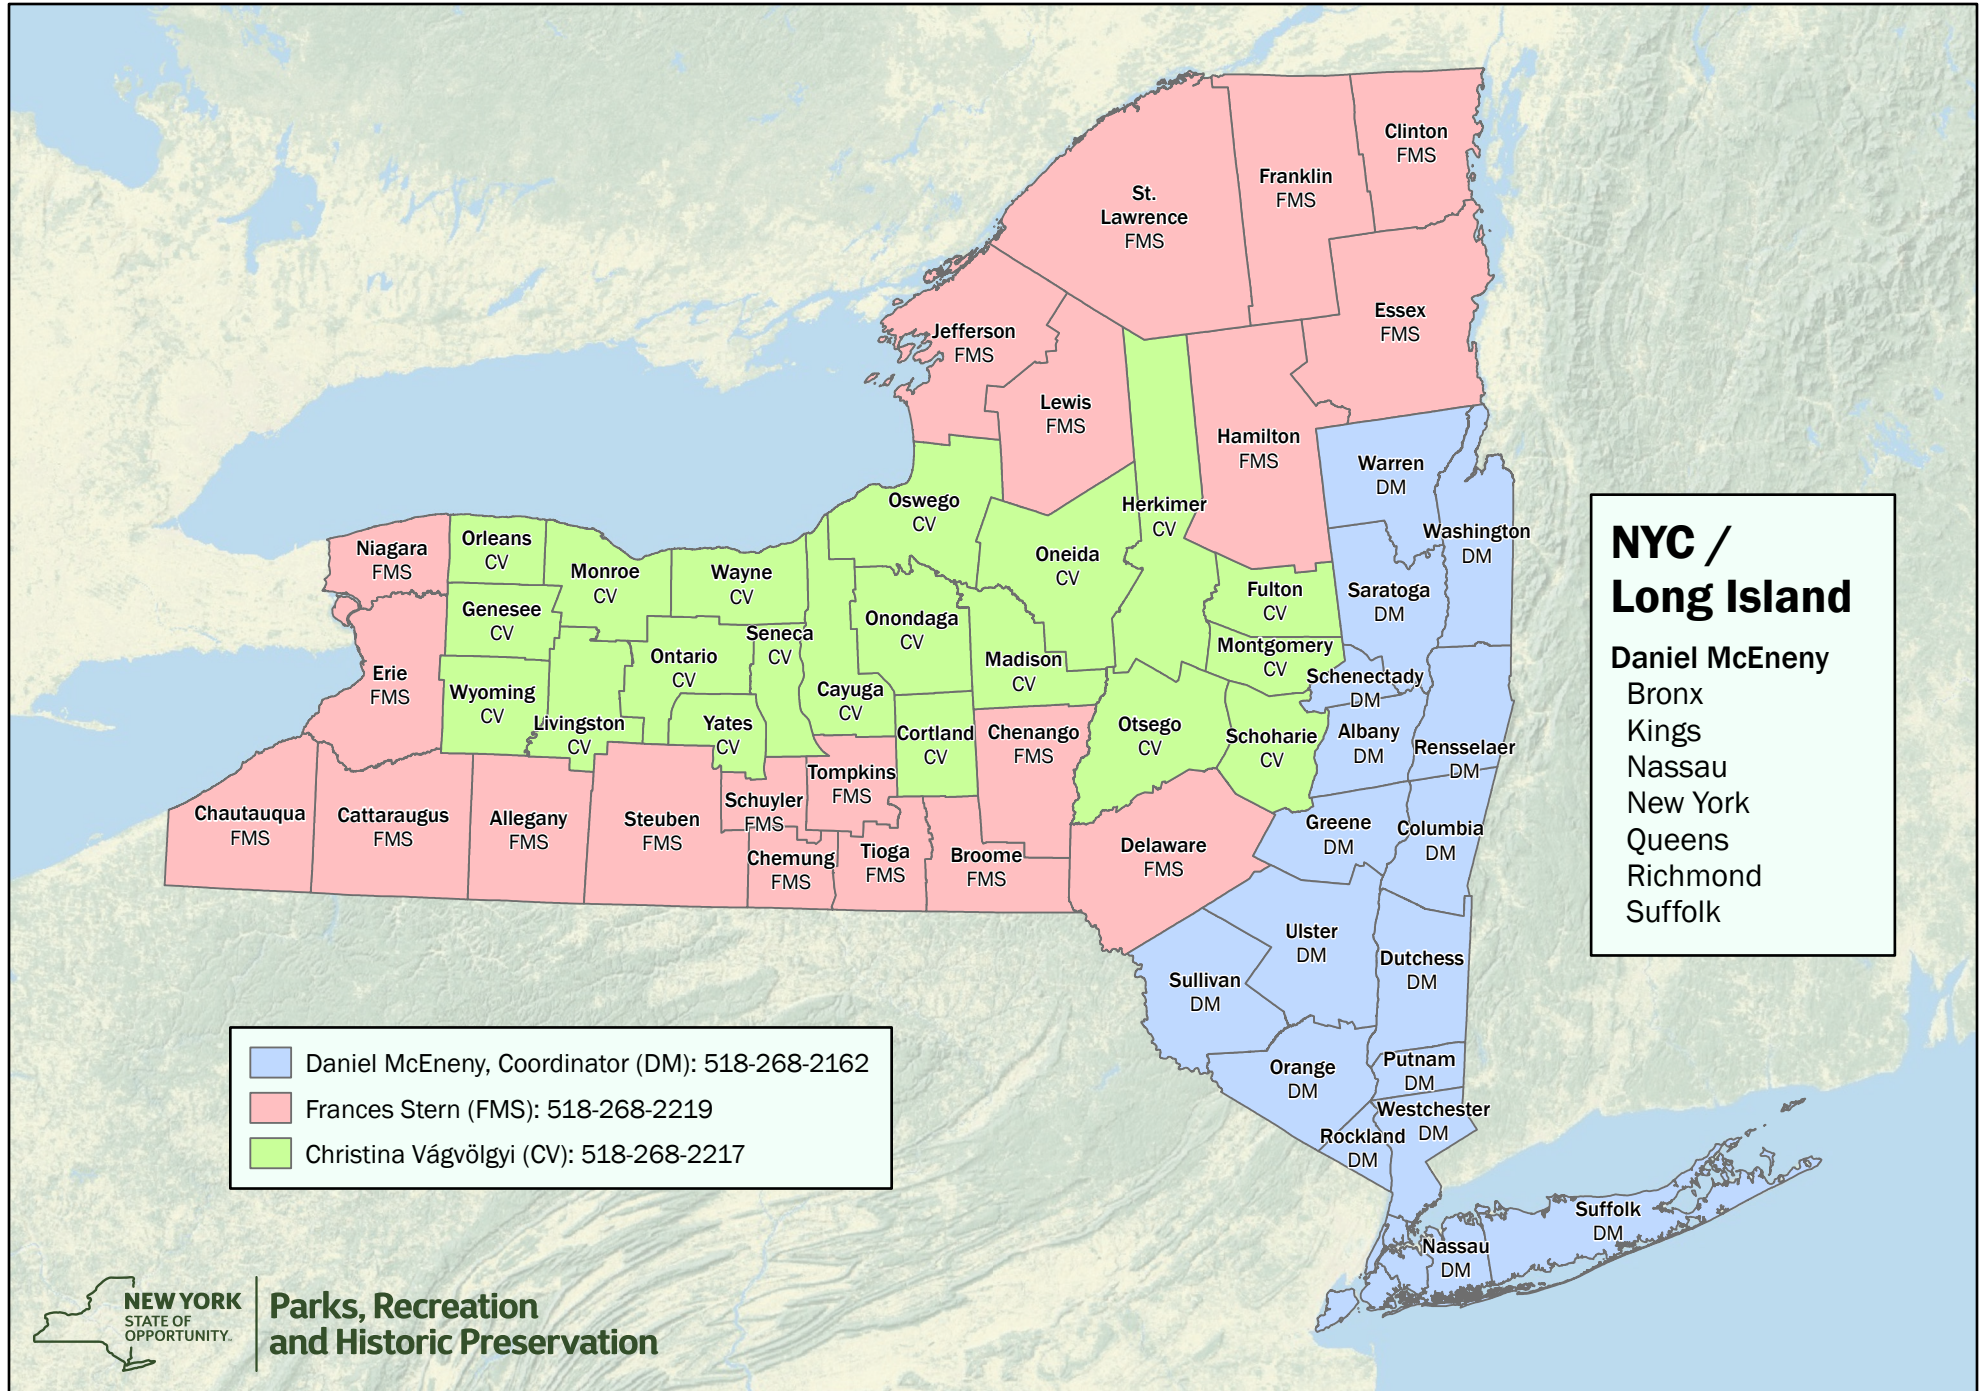 Clinton
FMS
Franklin
FMS
St.
Lawrence
FMS
Essex
FMS
Jefferson
FMS
Lewis
FMS
Hamilton
FMS
Warren
DM
Washington
DM
Herkimer
CV
Oswego
CV
Oneida
CV
Niagara
FMS
Orleans
CV
Monroe
CV
Wayne
CV
Fulton
CV
Saratoga
DM
Genesee
CV
Onondaga
CV
Seneca
CV
Montgomery
CV
Erie
FMS
Ontario
CV
Madison
CV
Schenectady
DM
Wyoming
CV
Cayuga
CV
Livingston
CV
Yates
CV
Cortland
CV
Chenango
FMS
Otsego
CV
Schoharie
CV
Albany
DM
Rensselaer
DM
Chautauqua
FMS
Cattaraugus
FMS
Allegany
FMS
Steuben
FMS
Schuyler
FMS
Tompkins
FMS
Chemung
FMS
Tioga
FMS
Broome
FMS
Delaware
FMS
Greene
DM
Columbia
DM
Ulster
DM
Dutchess
DM
Sullivan
DM
Orange
DM
Putnam
DM
Westchester
DM
Rockland
DM
Suffolk
DM
Nassau
DM
NYC /
Long Island
Daniel McEneny
Bronx
Kings
Nassau
New York
Queens
Richmond
Suffolk
Daniel McEneny, Coordinator (DM): 518-268-2162
Frances Stern (FMS): 518-268-2219
Christina Vágvölgyi (CV): 518-268-2217
NEW YORK
STATE OF
OPPORTUNITY.
Parks, Recreation
and Historic Preservation